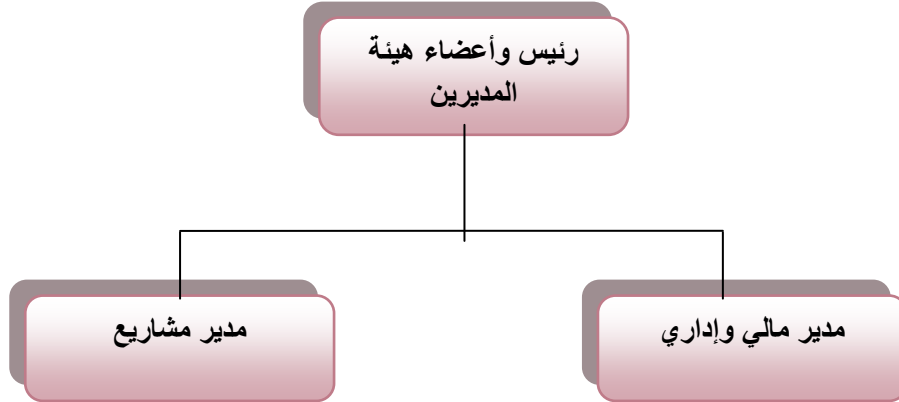 رئيس وأعضاء هيئة
المديرين
مدير مالي وإداري
مدير مشاريع